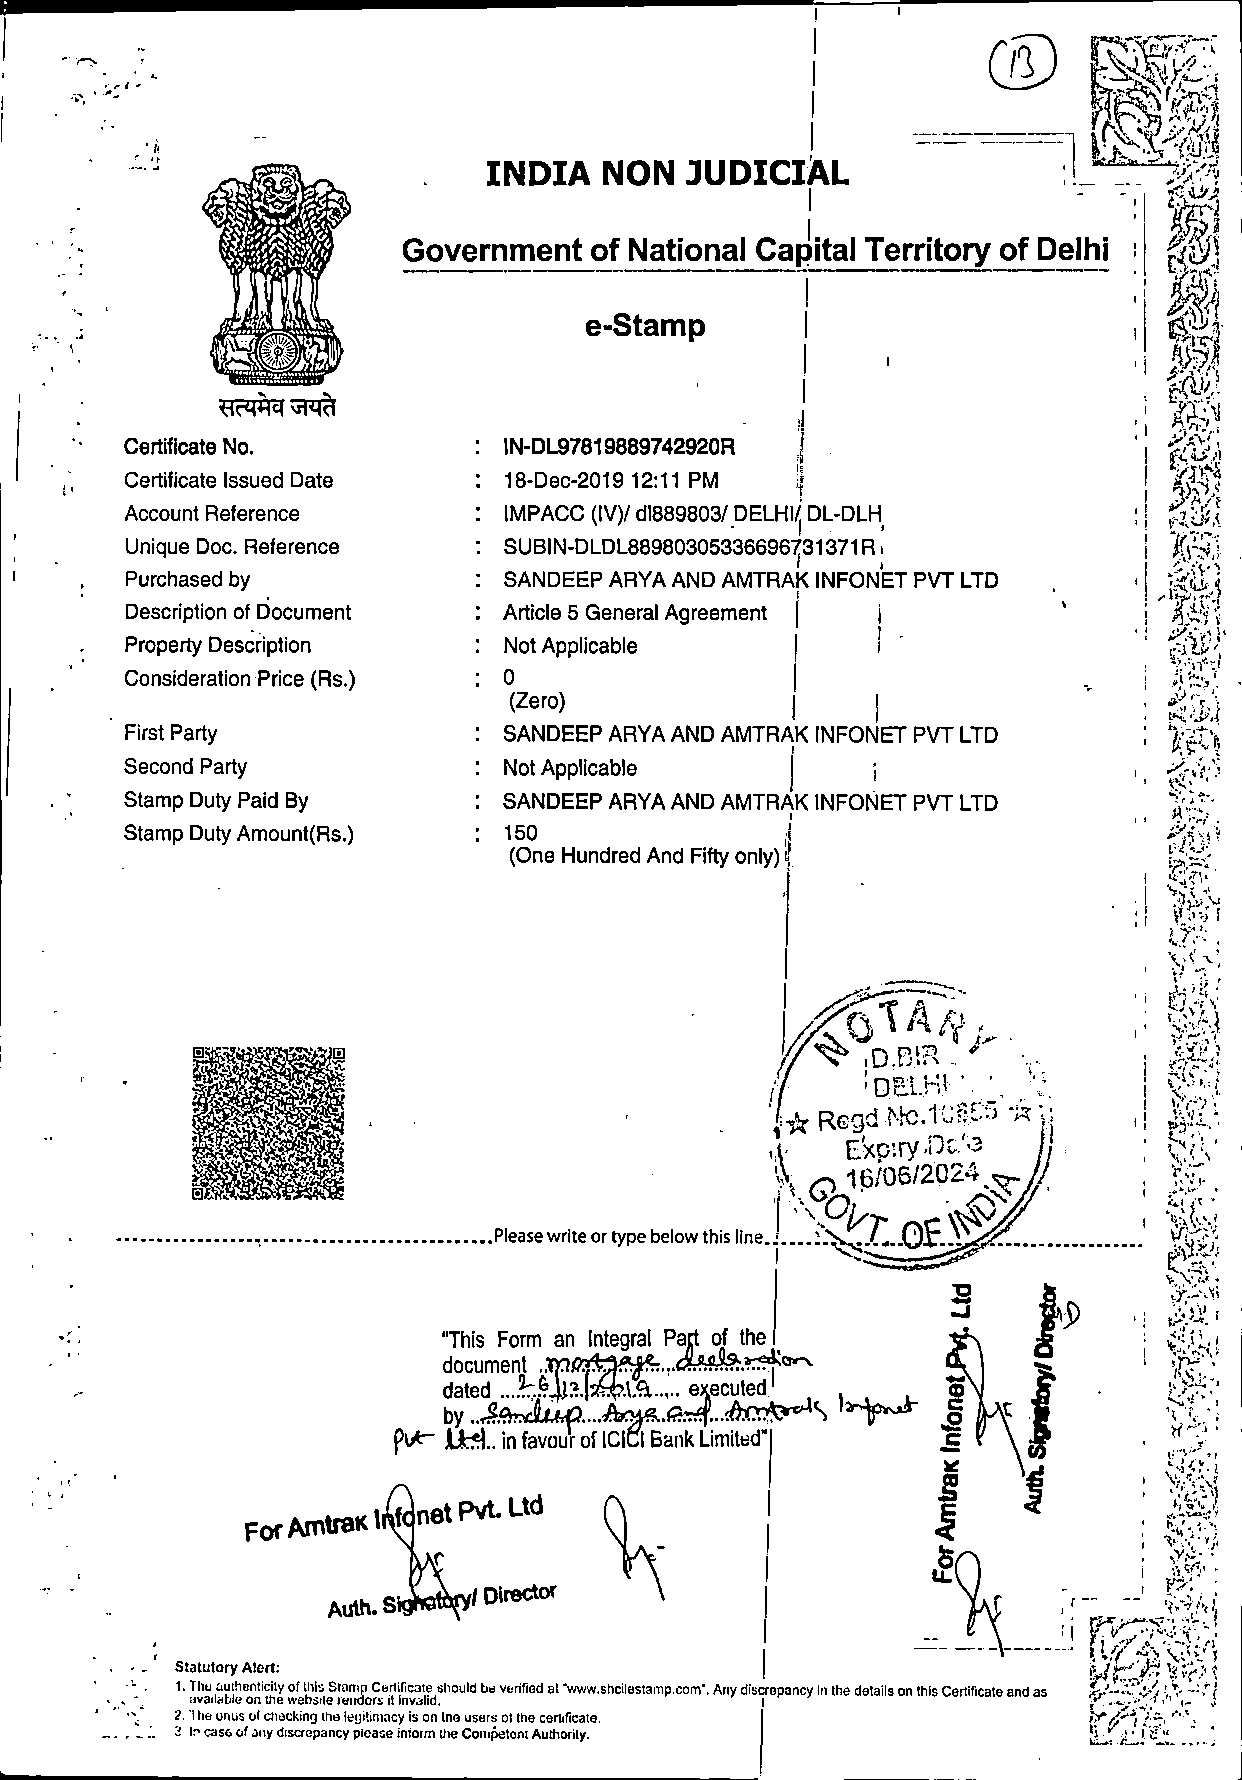 13
INDIA NON JUDICIAL
Government of National Capital Territory of Delhi
e-Stamp
सत्यमेव जयते
Certificate No. : IN-DL97819889742920R
Certificate Issued Date : 18-Dec-2019 12:11 PM
Account Reference : IMPACC (IV)/ dl889803/ DELHI/ DL-DLH
Unique Doc. Reference : SUBIN-DLDL88980305336696731371R
Purchased by : SANDEEP ARYA AND AMTRAK INFONET PVT LTD
Description of Document : Article 5 General Agreement
Property Description : Not Applicable
Consideration Price (Rs.) : 0
(Zero)
First Party : SANDEEP ARYA AND AMTRAK INFONET PVT LTD
Second Party : Not Applicable
Stamp Duty Paid By : SANDEEP ARYA AND AMTRAK INFONET PVT LTD
Stamp Duty Amount(Rs.) : 150
(One Hundred And Fifty only)
NOTARY
D.BIR
DELHI
Regd No.
Expiry Date
16/06/2024
GOVT. OF INDIA
Please write or type below this line
"This Form an Integral Part of the
document mortgage declaration
dated 26/12/2019 executed
by Sandeep Arya and Amtrak Infonet
Pvt Ltd. in favour of ICICI Bank Limited"
For Amtrak Infonet Pvt. Ltd
Auth. Signatory/ Director
For Amtrak Infonet Pvt. Ltd
Auth. Signatory/ Director
Statutory Alert:
1. The authenticity of this Stamp Certificate should be verified at "www.shcilestamp.com". Any discrepancy in the details on this Certificate and as
available on the website renders it invalid.
2. The onus of checking the legitimacy is on the users of the certificate.
3 In case of any discrepancy please inform the Competent Authority.